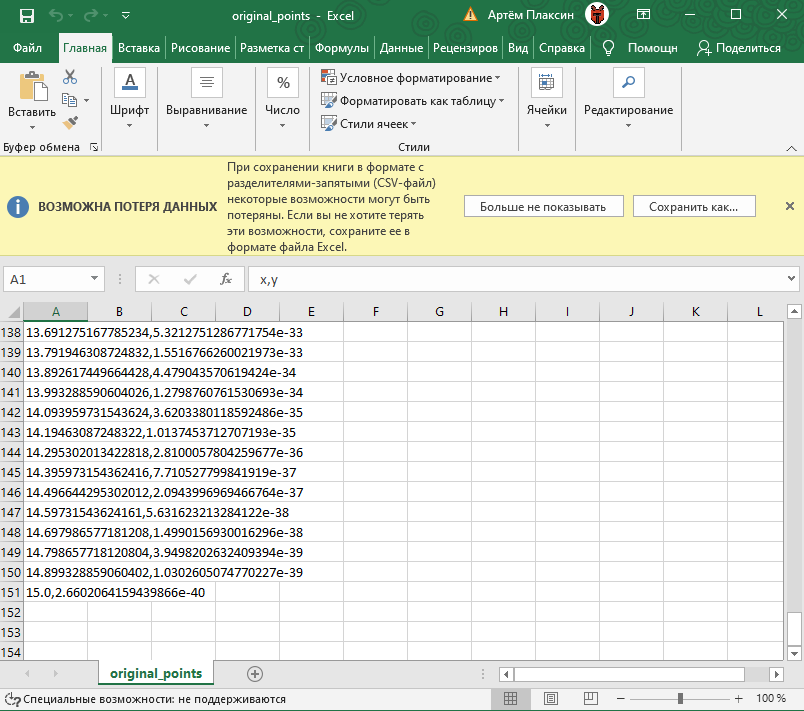 original_points - Excel
Артём Плаксин
Файл Главная Вставка Рисование Разметка ст Формулы Данные Рецензиров Вид Справка Помощн Поделиться
Вставить
Шрифт
Выравнивание
%
Число
Условное форматирование
Форматировать как таблицу
Стили ячеек
Ячейки
Редактирование
Буфер обмена
Стили
ВОЗМОЖНА ПОТЕРЯ ДАННЫХ
При сохранении книги в формате с
разделителями-запятыми (CSV-файл)
некоторые возможности могут быть
потеряны. Если вы не хотите терять
эти возможности, сохраните ее в
формате файла Excel.
Больше не показывать
Сохранить как...
A1
fx
x,y
A B C D E F G H I J K L
138 13.691275167785234,5.3212751286771754e-33
139 13.791946308724832,1.5516766260021973e-33
140 13.892617449664428,4.479043570619424e-34
141 13.993288590604026,1.2798760761530693e-34
142 14.093959731543624,3.6203380118592486e-35
143 14.19463087248322,1.0137453712707193e-35
144 14.295302013422818,2.8100057804259677e-36
145 14.395973154362416,7.710527799841919e-37
146 14.496644295302012,2.0943996969466764e-37
147 14.59731543624161,5.631623213284122e-38
148 14.697986577181208,1.4990156930016296e-38
149 14.798657718120804,3.9498202632409394e-39
150 14.899328859060402,1.0302605074770227e-39
151 15.0,2.6602064159439866e-40
152
153
154
original_points
Специальные возможности: не поддерживаются
100 %